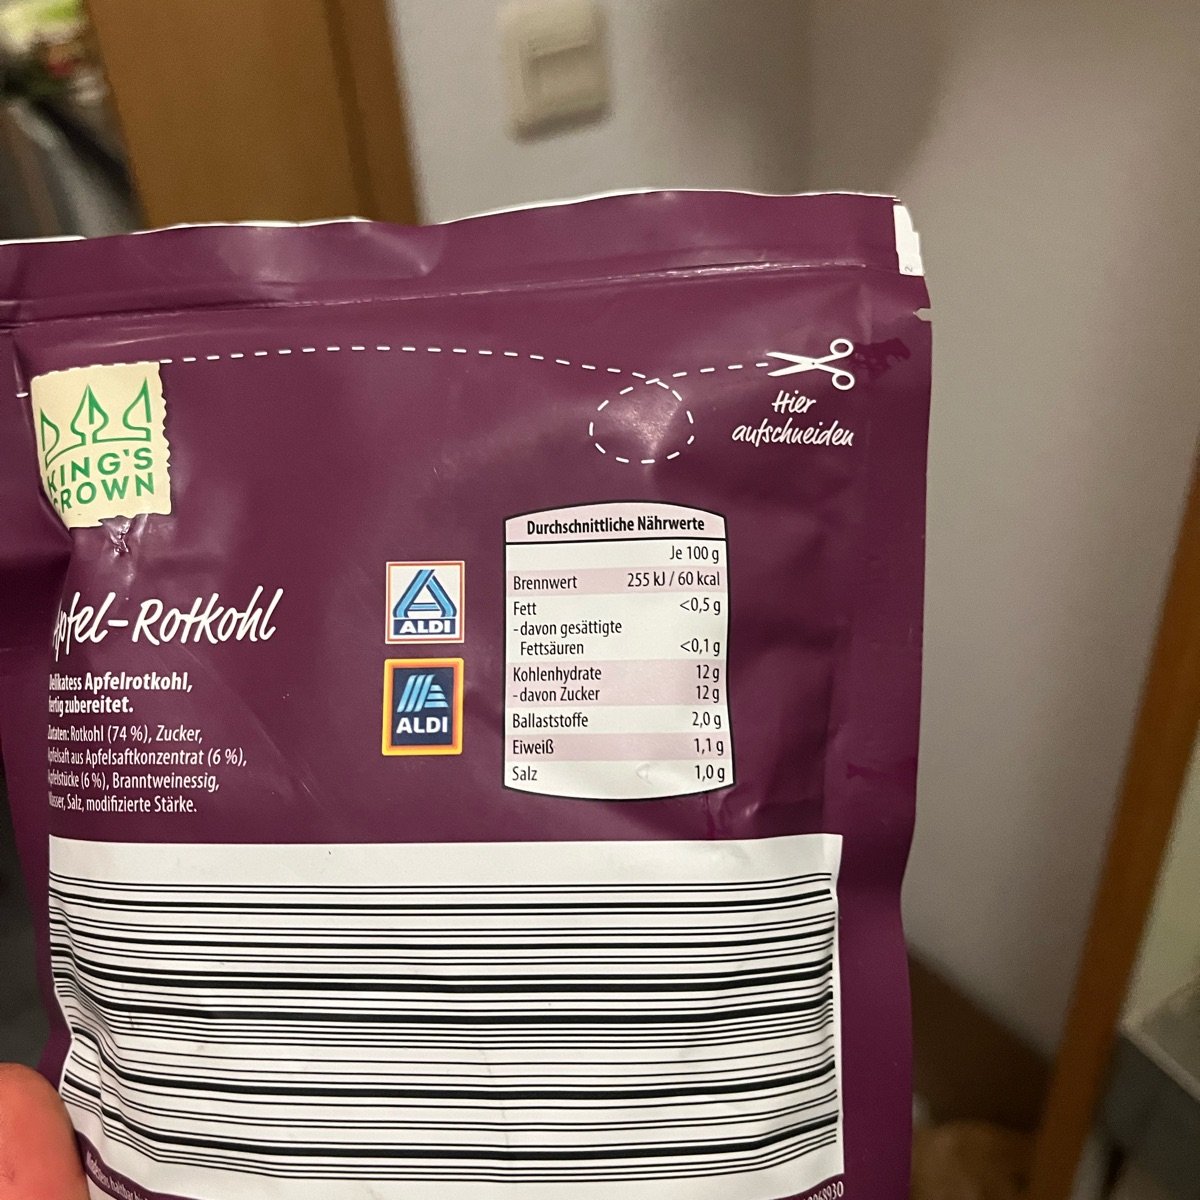 Hier
aufschneiden
KING'S
CROWN
Durchschnittliche Nährwerte
Je 100 g
Brennwert 255 kJ / 60 kcal
Fett <0,5 g
-davon gesättigte
Fettsäuren <0,1 g
Kohlenhydrate 12 g
-davon Zucker 12 g
Ballaststoffe 2,0 g
Eiweiß 1,1 g
Salz 1,0 g
ALDI
ALDI
Apfel-Rotkohl
Delikatess Apfelrotkohl,
fertig zubereitet.
Zutaten: Rotkohl (74 %), Zucker,
Apfelsaft aus Apfelsaftkonzentrat (6 %),
Apfelstücke (6 %), Branntweinessig,
Wasser, Salz, modifizierte Stärke.
Mindestens haltbar